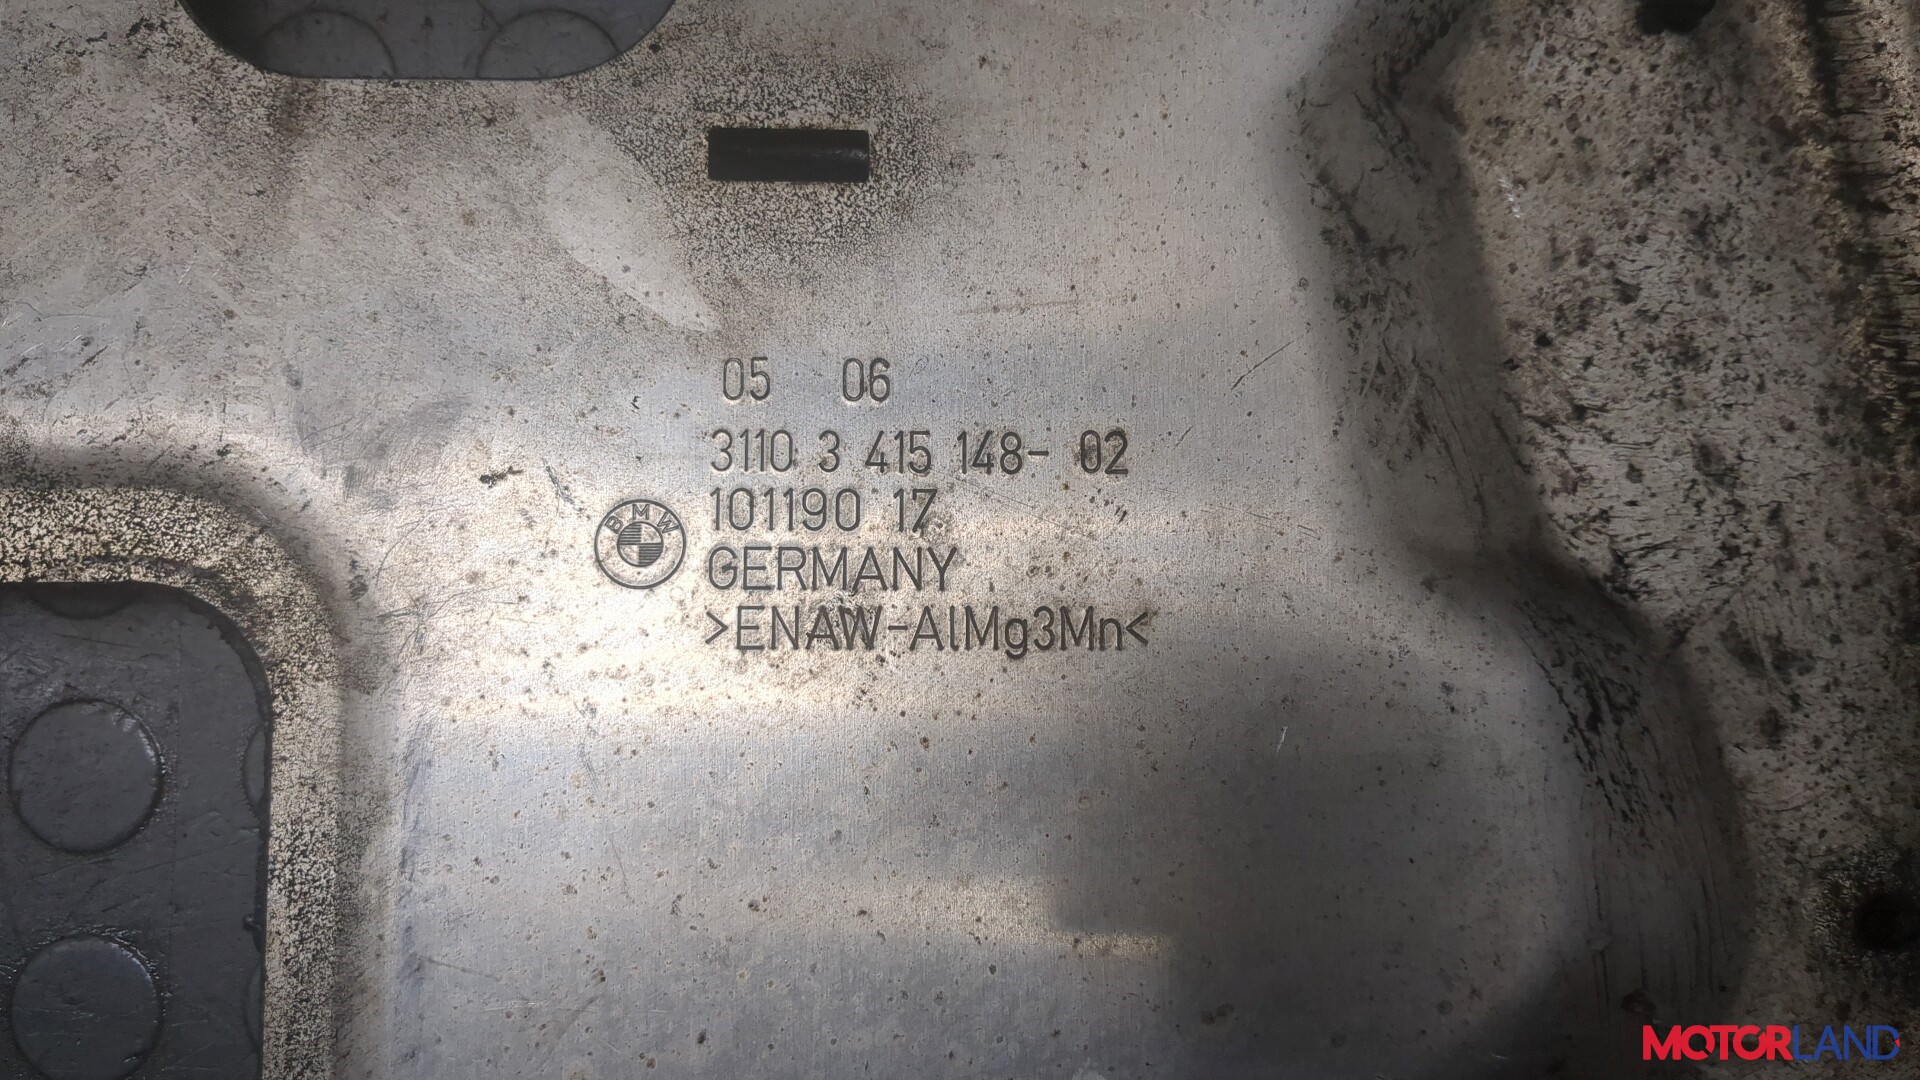 05 06
3110 3 415 148- 02
101190 17
BMW
GERMANY
>ENAW-AlMg3Mn<
MOTORLAND